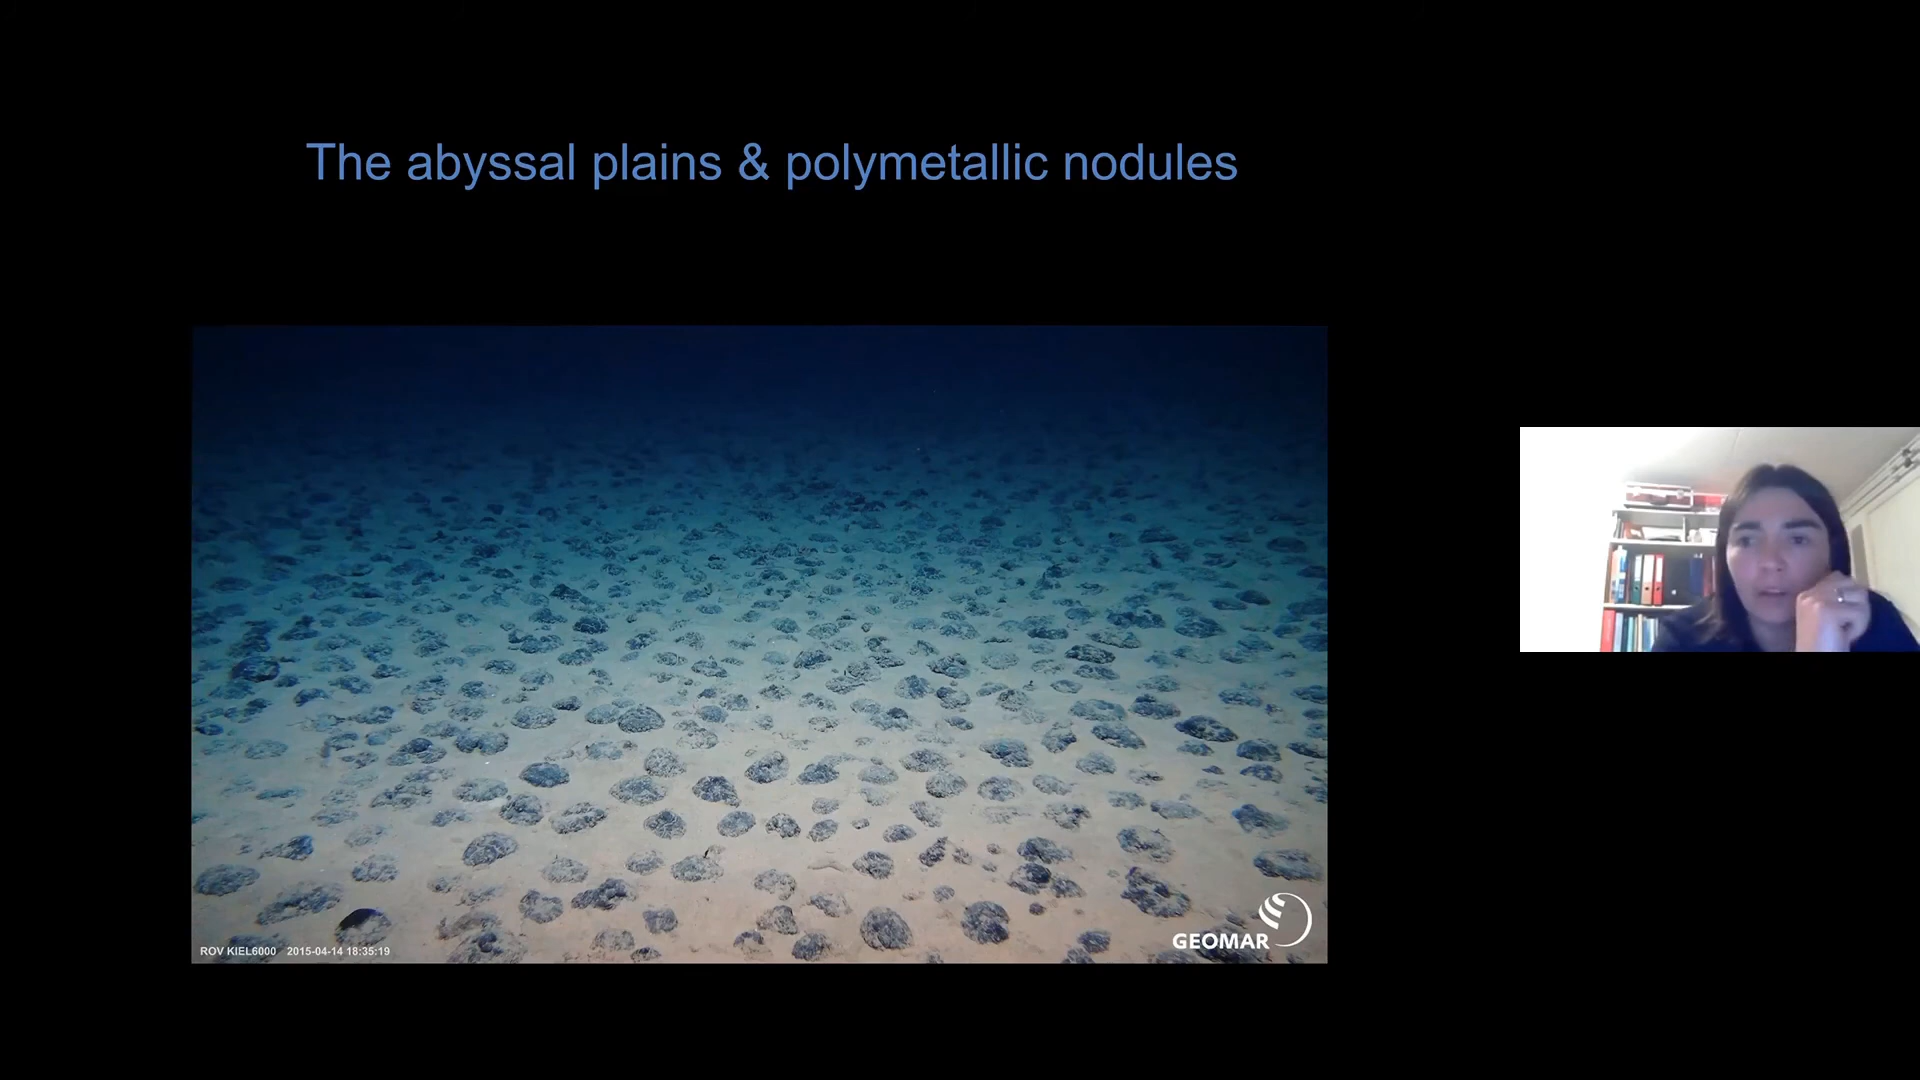 The abyssal plains & polymetallic nodules
ROV KIEL6000 2015-04-14 18:35:19
GEOMAR